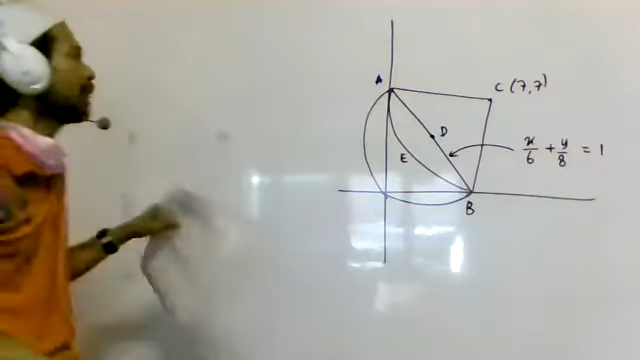 A
C (7,7)
D
x/6 + y/8 = 1
E
B